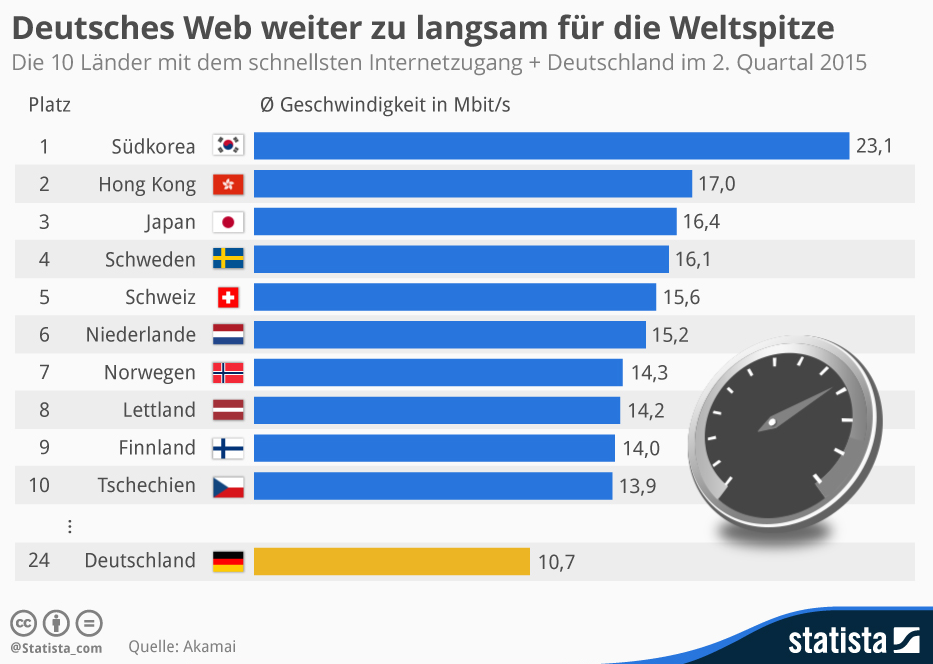 Deutsches Web weiter zu langsam für die Weltspitze
Die 10 Länder mit dem schnellsten Internetzugang + Deutschland im 2. Quartal 2015
Platz Ø Geschwindigkeit in Mbit/s
1 Südkorea 23,1
2 Hong Kong 17,0
3 Japan 16,4
4 Schweden 16,1
5 Schweiz 15,6
6 Niederlande 15,2
7 Norwegen 14,3
8 Lettland 14,2
9 Finnland 14,0
10 Tschechien 13,9
⋮
24 Deutschland 10,7
cc
@Statista_com Quelle: Akamai
statista